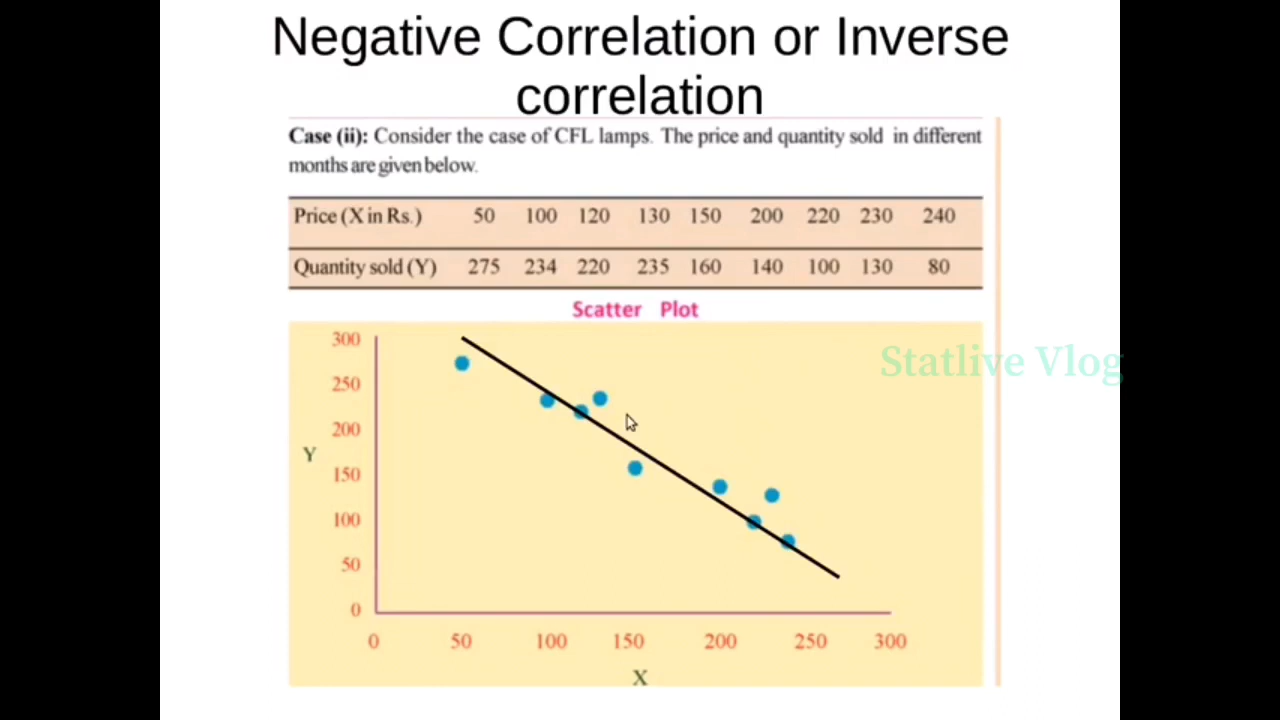 Negative Correlation or Inverse
correlation
Case (ii): Consider the case of CFL lamps. The price and quantity sold in different
months are given below.
Price (X in Rs.) 50 100 120 130 150 200 220 230 240
Quantity sold (Y) 275 234 220 235 160 140 100 130 80
Scatter Plot
Statlive Vlog
300
250
200
Y
150
100
50
0
0 50 100 150 200 250 300
X